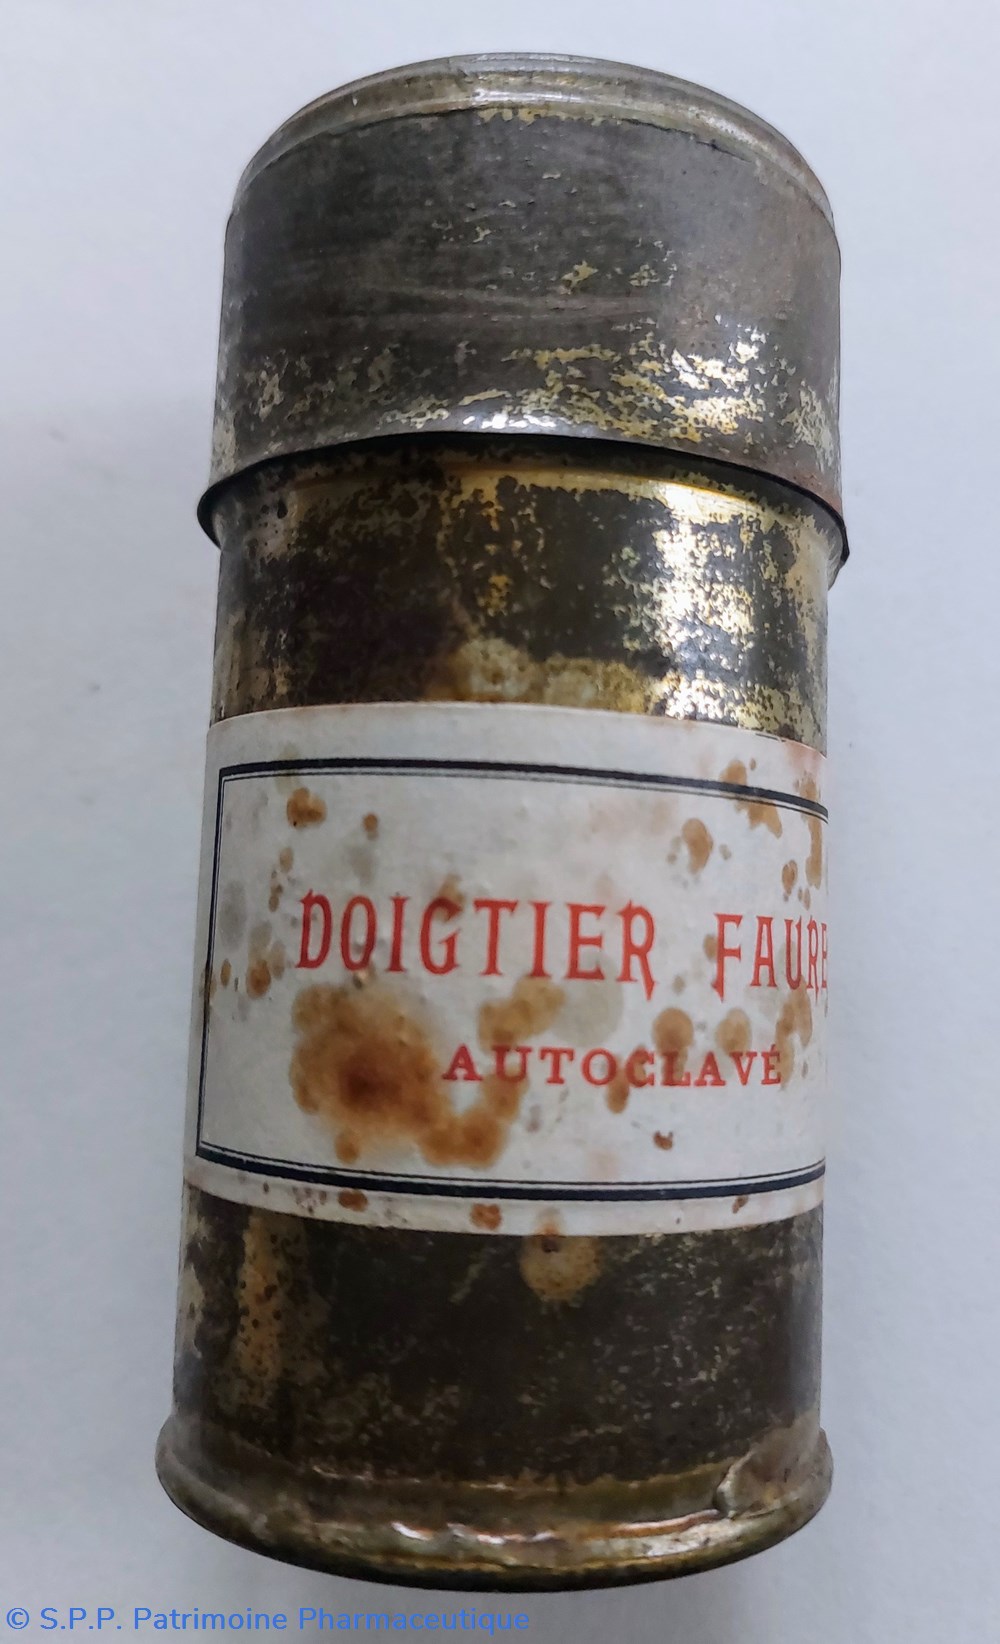 DOIGTIER FAURE
AUTOCLAVÉ
© S.P.P. Patrimoine Pharmaceutique